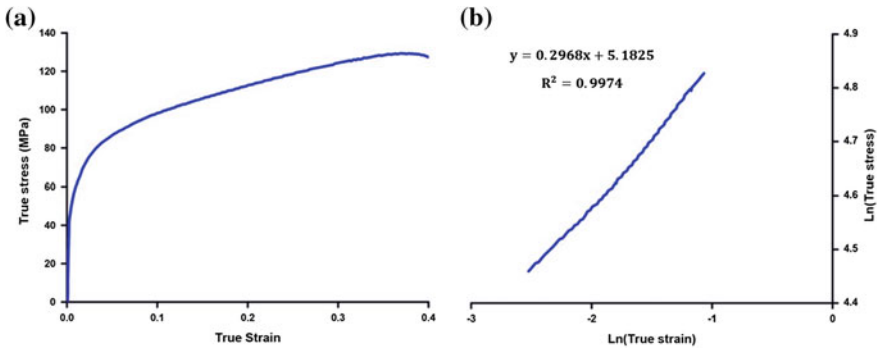 (a)
140
120
100
80
60
40
20
0
True stress (MPa)
0.0 0.1 0.2 0.3 0.4
True Strain
(b)
y = 0.2968x + 5.1825
R² = 0.9974
4.9
4.8
4.7
4.6
4.5
4.4
Ln(True stress)
-3 -2 -1 0
Ln(True strain)